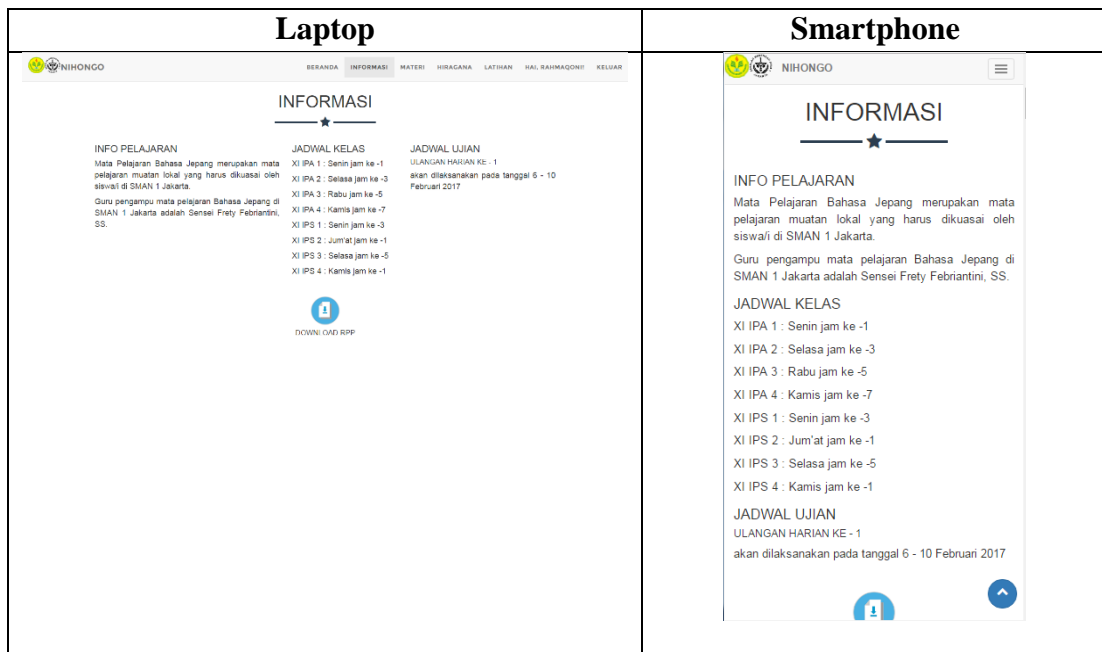 Laptop
Smartphone
NIHONGO
BERANDA INFORMASI MATERI HIRAGANA LATIHAN HAI, RAHMAQONI! KELUAR
INFORMASI
INFO PELAJARAN
Mata Pelajaran Bahasa Jepang merupakan mata
pelajaran muatan lokal yang harus dikuasai oleh
siswa/i di SMAN 1 Jakarta.
Guru pengampu mata pelajaran Bahasa Jepang di
SMAN 1 Jakarta adalah Sensei Frety Febriantini,
SS.
JADWAL KELAS
XI IPA 1 : Senin jam ke -1
XI IPA 2 : Selasa jam ke -3
XI IPA 3 : Rabu jam ke -5
XI IPA 4 : Kamis jam ke -7
XI IPS 1 : Senin jam ke -3
XI IPS 2 : Jum'at jam ke -1
XI IPS 3 : Selasa jam ke -5
XI IPS 4 : Kamis jam ke -1
JADWAL UJIAN
ULANGAN HARIAN KE - 1
akan dilaksanakan pada tanggal 6 - 10
Februari 2017
DOWNLOAD RPP
NIHONGO
INFORMASI
INFO PELAJARAN
Mata Pelajaran Bahasa Jepang merupakan mata
pelajaran muatan lokal yang harus dikuasai oleh
siswa/i di SMAN 1 Jakarta.
Guru pengampu mata pelajaran Bahasa Jepang di
SMAN 1 Jakarta adalah Sensei Frety Febriantini, SS.
JADWAL KELAS
XI IPA 1 : Senin jam ke -1
XI IPA 2 : Selasa jam ke -3
XI IPA 3 : Rabu jam ke -5
XI IPA 4 : Kamis jam ke -7
XI IPS 1 : Senin jam ke -3
XI IPS 2 : Jum'at jam ke -1
XI IPS 3 : Selasa jam ke -5
XI IPS 4 : Kamis jam ke -1
JADWAL UJIAN
ULANGAN HARIAN KE - 1
akan dilaksanakan pada tanggal 6 - 10 Februari 2017